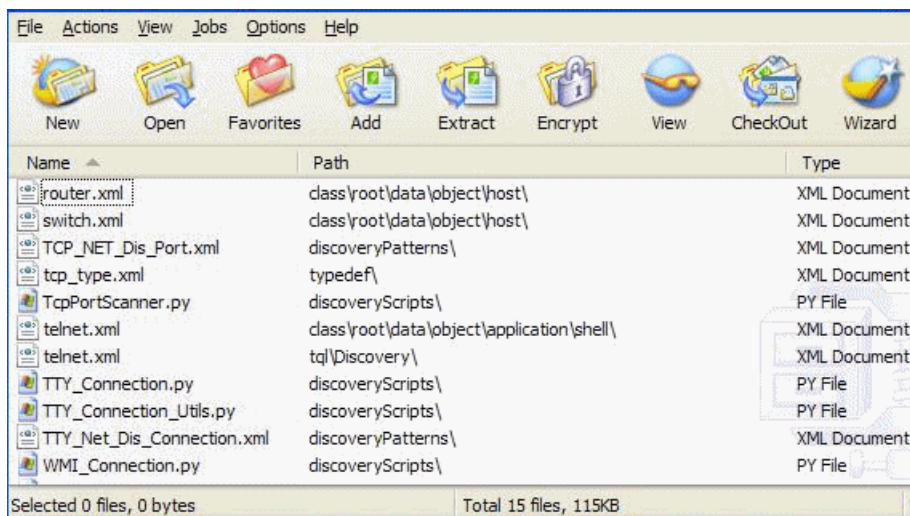 File Actions View Jobs Options Help
New Open Favorites Add Extract Encrypt View CheckOut Wizard
Name Path Type
router.xml class\root\data\object\host\ XML Document
switch.xml class\root\data\object\host\ XML Document
TCP_NET_Dis_Port.xml discoveryPatterns\ XML Document
tcp_type.xml typedef\ XML Document
TcpPortScanner.py discoveryScripts\ PY File
telnet.xml class\root\data\object\application\shell\ XML Document
telnet.xml tql\Discovery\ XML Document
TTY_Connection.py discoveryScripts\ PY File
TTY_Connection_Utils.py discoveryScripts\ PY File
TTY_Net_Dis_Connection.xml discoveryPatterns\ XML Document
WMI_Connection.py discoveryScripts\ PY File
Selected 0 files, 0 bytes Total 15 files, 115KB